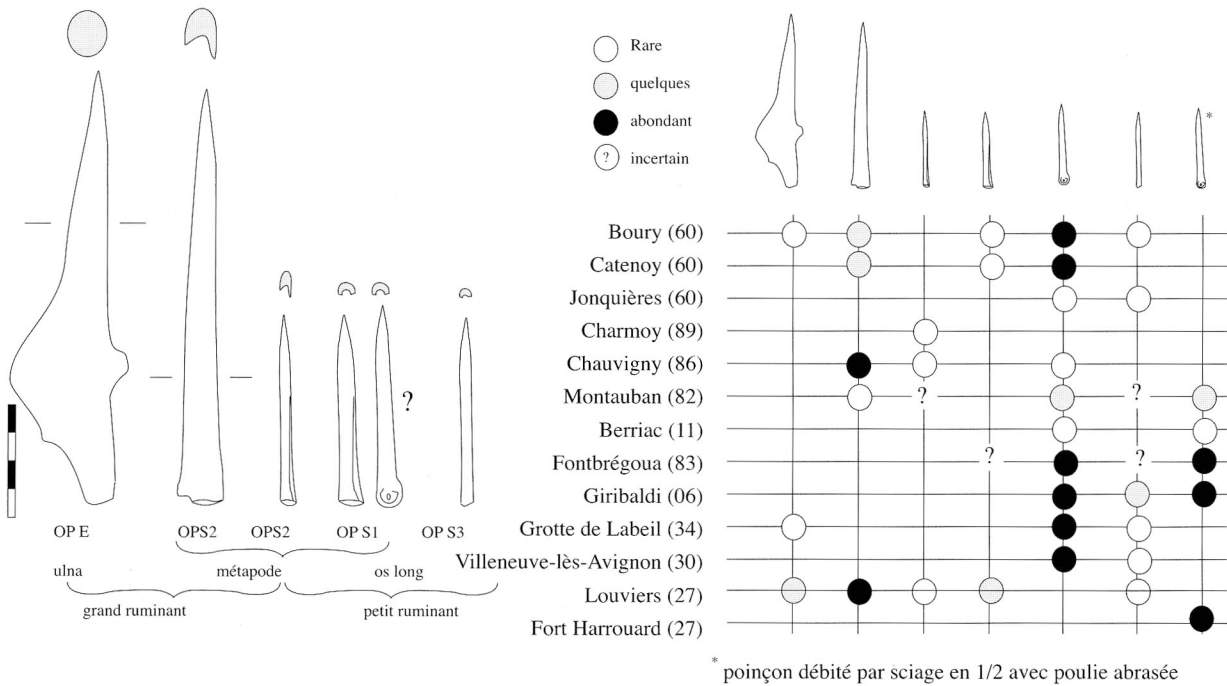 Rare
quelques
abondant
? incertain
*
Boury (60)
Catenoy (60)
Jonquières (60)
Charmoy (89)
Chauvigny (86)
Montauban (82) ? ?
Berriac (11)
Fontbrégoua (83) ? ?
Giribaldi (06)
Grotte de Labeil (34)
Villeneuve-lès-Avignon (30)
Louviers (27)
Fort Harrouard (27)
* poinçon débité par sciage en 1/2 avec poulie abrasée
?
OP E OPS2 OPS2 OP S1 OP S3
ulna métapode os long
grand ruminant petit ruminant